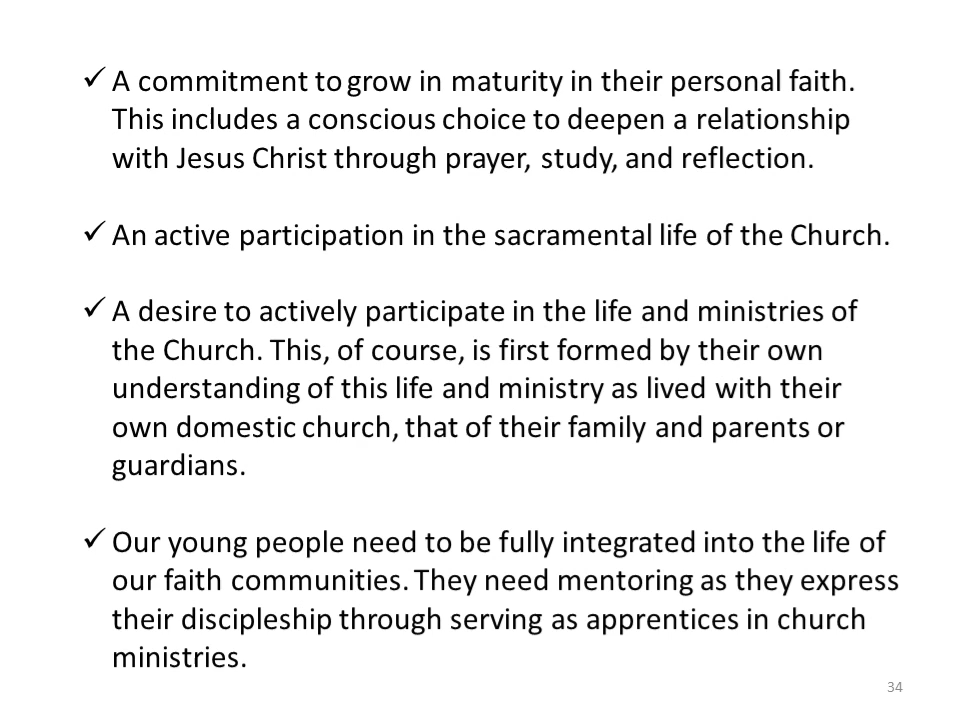 ✓ A commitment to grow in maturity in their personal faith.
This includes a conscious choice to deepen a relationship
with Jesus Christ through prayer, study, and reflection.
✓ An active participation in the sacramental life of the Church.
✓ A desire to actively participate in the life and ministries of
the Church. This, of course, is first formed by their own
understanding of this life and ministry as lived with their
own domestic church, that of their family and parents or
guardians.
✓ Our young people need to be fully integrated into the life of
our faith communities. They need mentoring as they express
their discipleship through serving as apprentices in church
ministries.
34